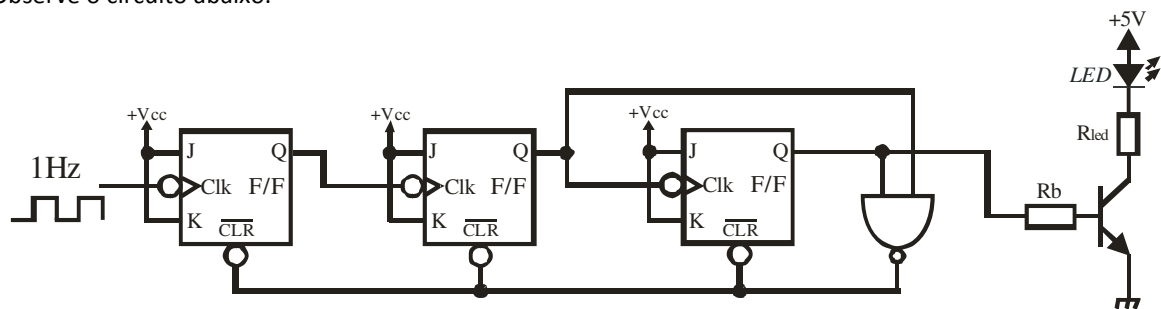 Observe o circuito abaixo.
+5V
LED
+Vcc
+Vcc
+Vcc
Rled
J Q
J Q
J Q
1Hz
Clk F/F
Clk F/F
Clk F/F
Rb
K
K
K
CLR
CLR
CLR